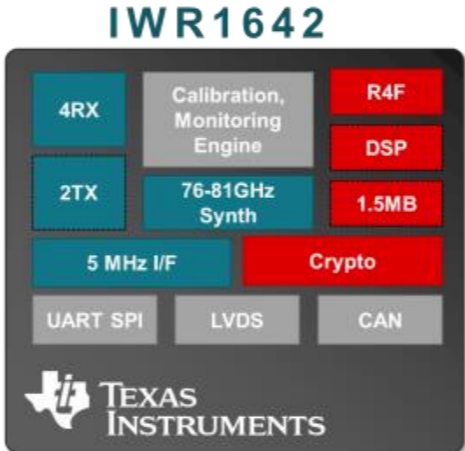 IWR1642
4RX
Calibration,
Monitoring
Engine
R4F
DSP
2TX
76-81GHz
Synth
1.5MB
5 MHz I/F
Crypto
UART SPI
LVDS
CAN
TEXAS
INSTRUMENTS